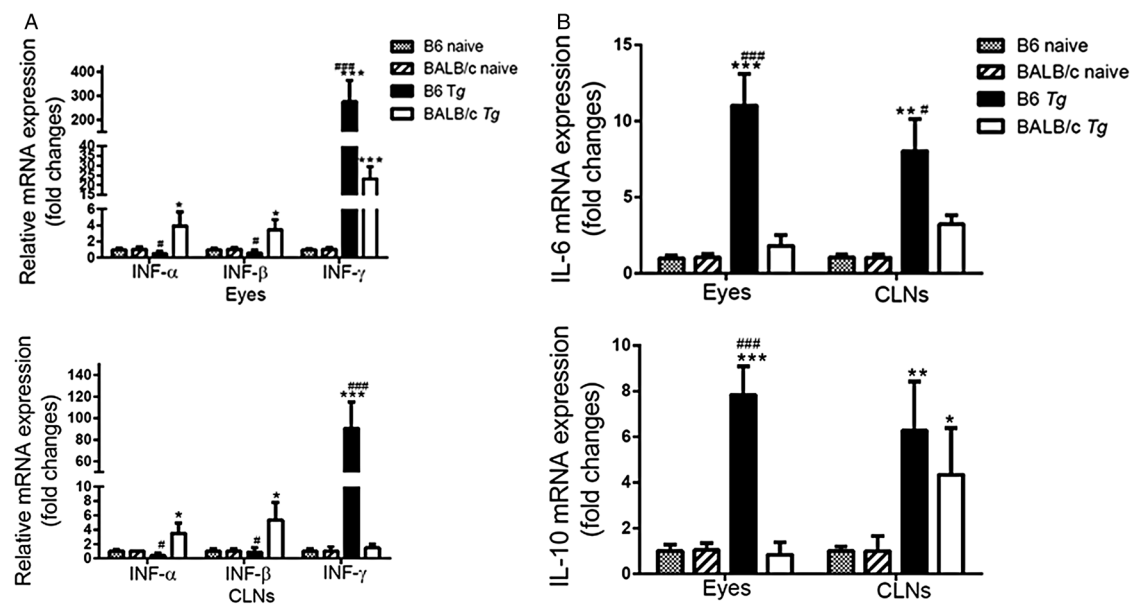 A
Relative mRNA expression
(fold changes)
400
300
200
40
35
30
25
20
15
6
4
2
0
# * # * ### *** ***
INF-α INF-β INF-γ
Eyes
B6 naive
BALB/c naive
B6 Tg
BALB/c Tg
B
IL-6 mRNA expression
(fold changes)
15
10
5
0
###
*** ** #
Eyes CLNs
B6 naive
BALB/c naive
B6 Tg
BALB/c Tg
Relative mRNA expression
(fold changes)
140
120
100
80
60
10
8
6
4
2
0
# * # * ### ***
INF-α INF-β INF-γ
CLNs
IL-10 mRNA expression
(fold changes)
10
8
6
4
2
0
###
*** ** *
Eyes CLNs